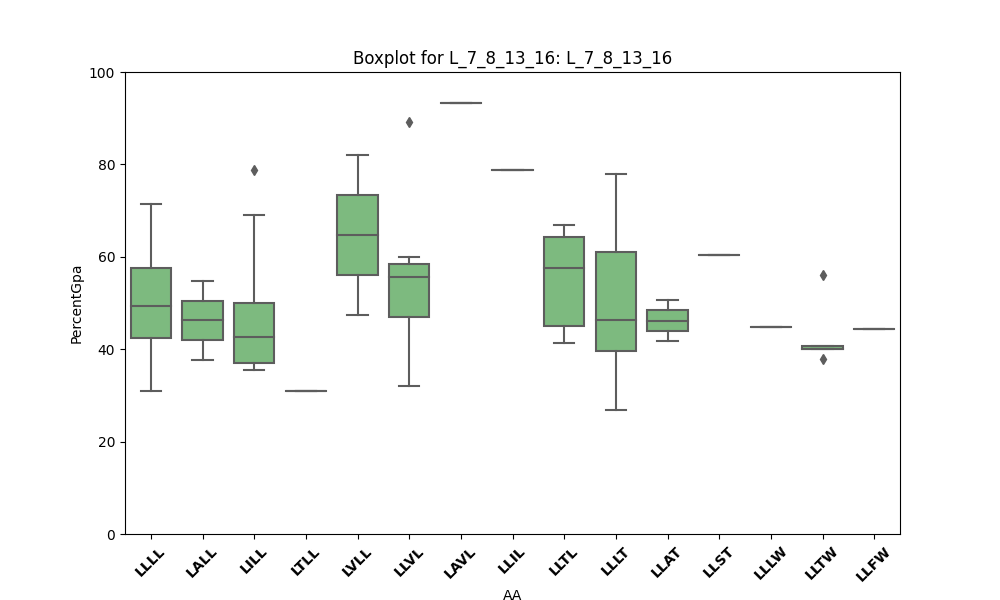 Boxplot for L_7_8_13_16: L_7_8_13_16
PercentGpa
100
80
60
40
20
0
LLLL LALL LILL LTLL LVLL LLVL LAVL LLIL LLTL LLLT LLAT LLST LLLW LLTW LLFW
AA